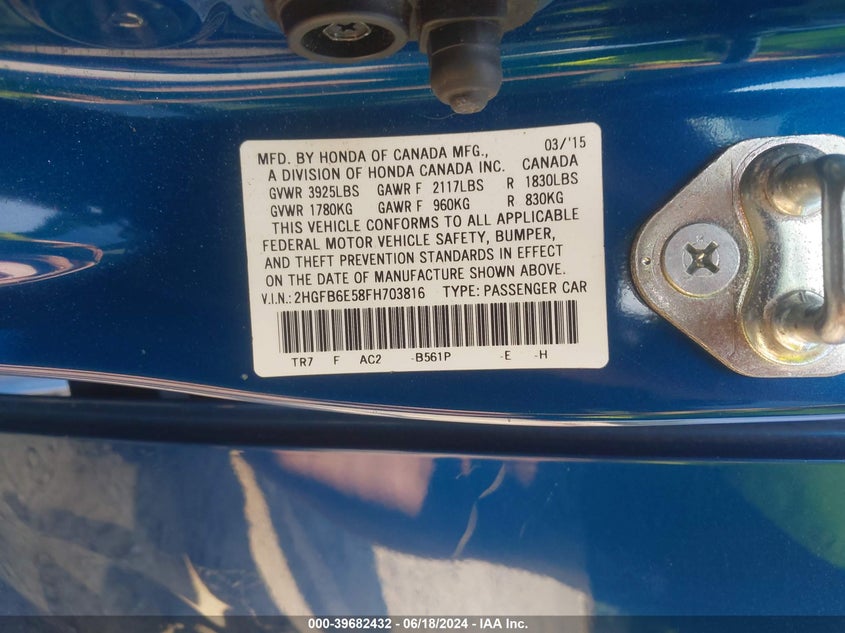 MFD. BY HONDA OF CANADA MFG., 03/'15
A DIVISION OF HONDA CANADA INC. CANADA
GVWR 3925LBS GAWR F 2117LBS R 1830LBS
GVWR 1780KG GAWR F 960KG R 830KG
THIS VEHICLE CONFORMS TO ALL APPLICABLE
FEDERAL MOTOR VEHICLE SAFETY, BUMPER,
AND THEFT PREVENTION STANDARDS IN EFFECT
ON THE DATE OF MANUFACTURE SHOWN ABOVE.
V.I.N.: 2HGFB6E58FH703816 TYPE: PASSENGER CAR
TR7 F AC2 -B561P -E -H
000-39682432 - 06/18/2024 - IAA Inc.